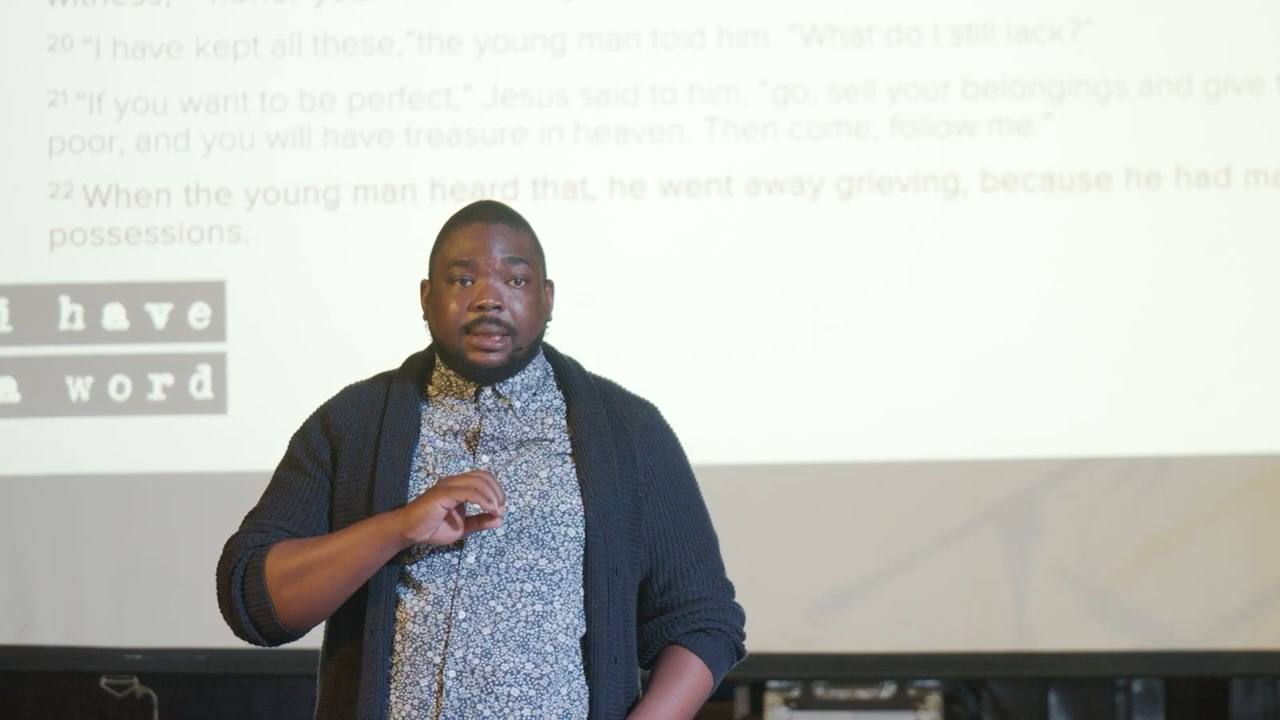 witness;
20 “I have kept all these,”the young man told him. “What do I still lack?”
21 “If you want to be perfect,” Jesus said to him, “go, sell your belongings and give
poor, and you will have treasure in heaven. Then come, follow me.”
22 When the young man heard that, he went away grieving, because he had
possessions.
i have
a word